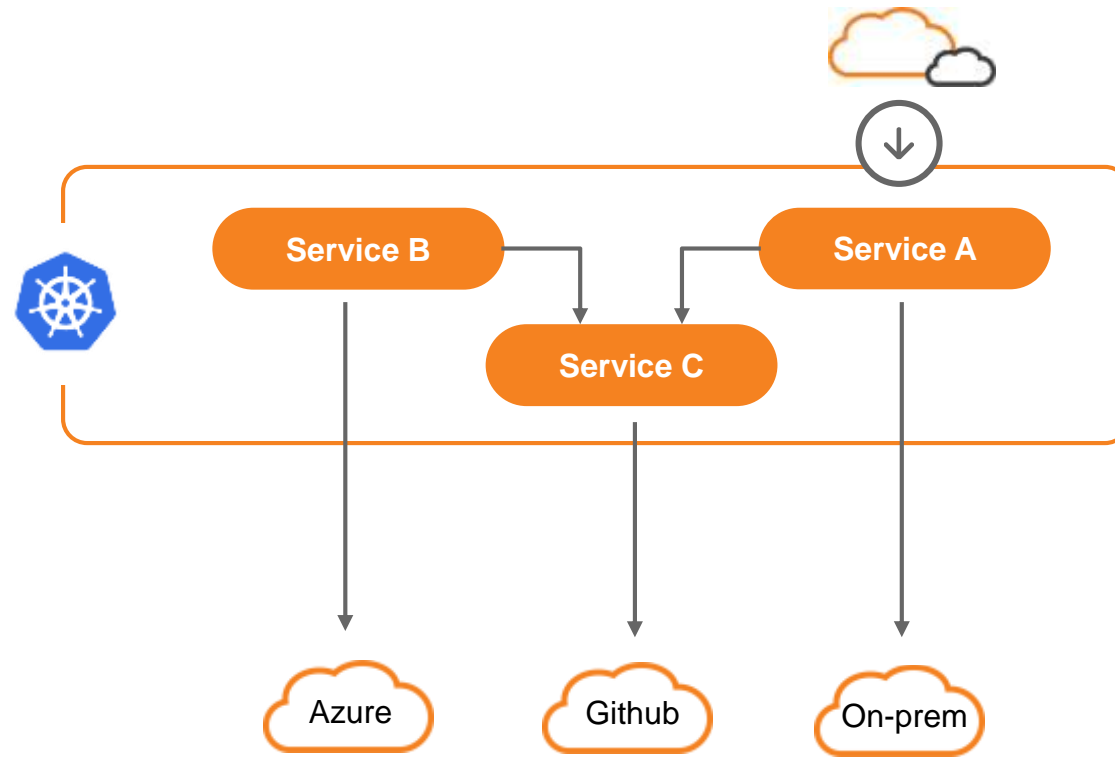 Service B
Service A
Service C
Azure
Github
On-prem